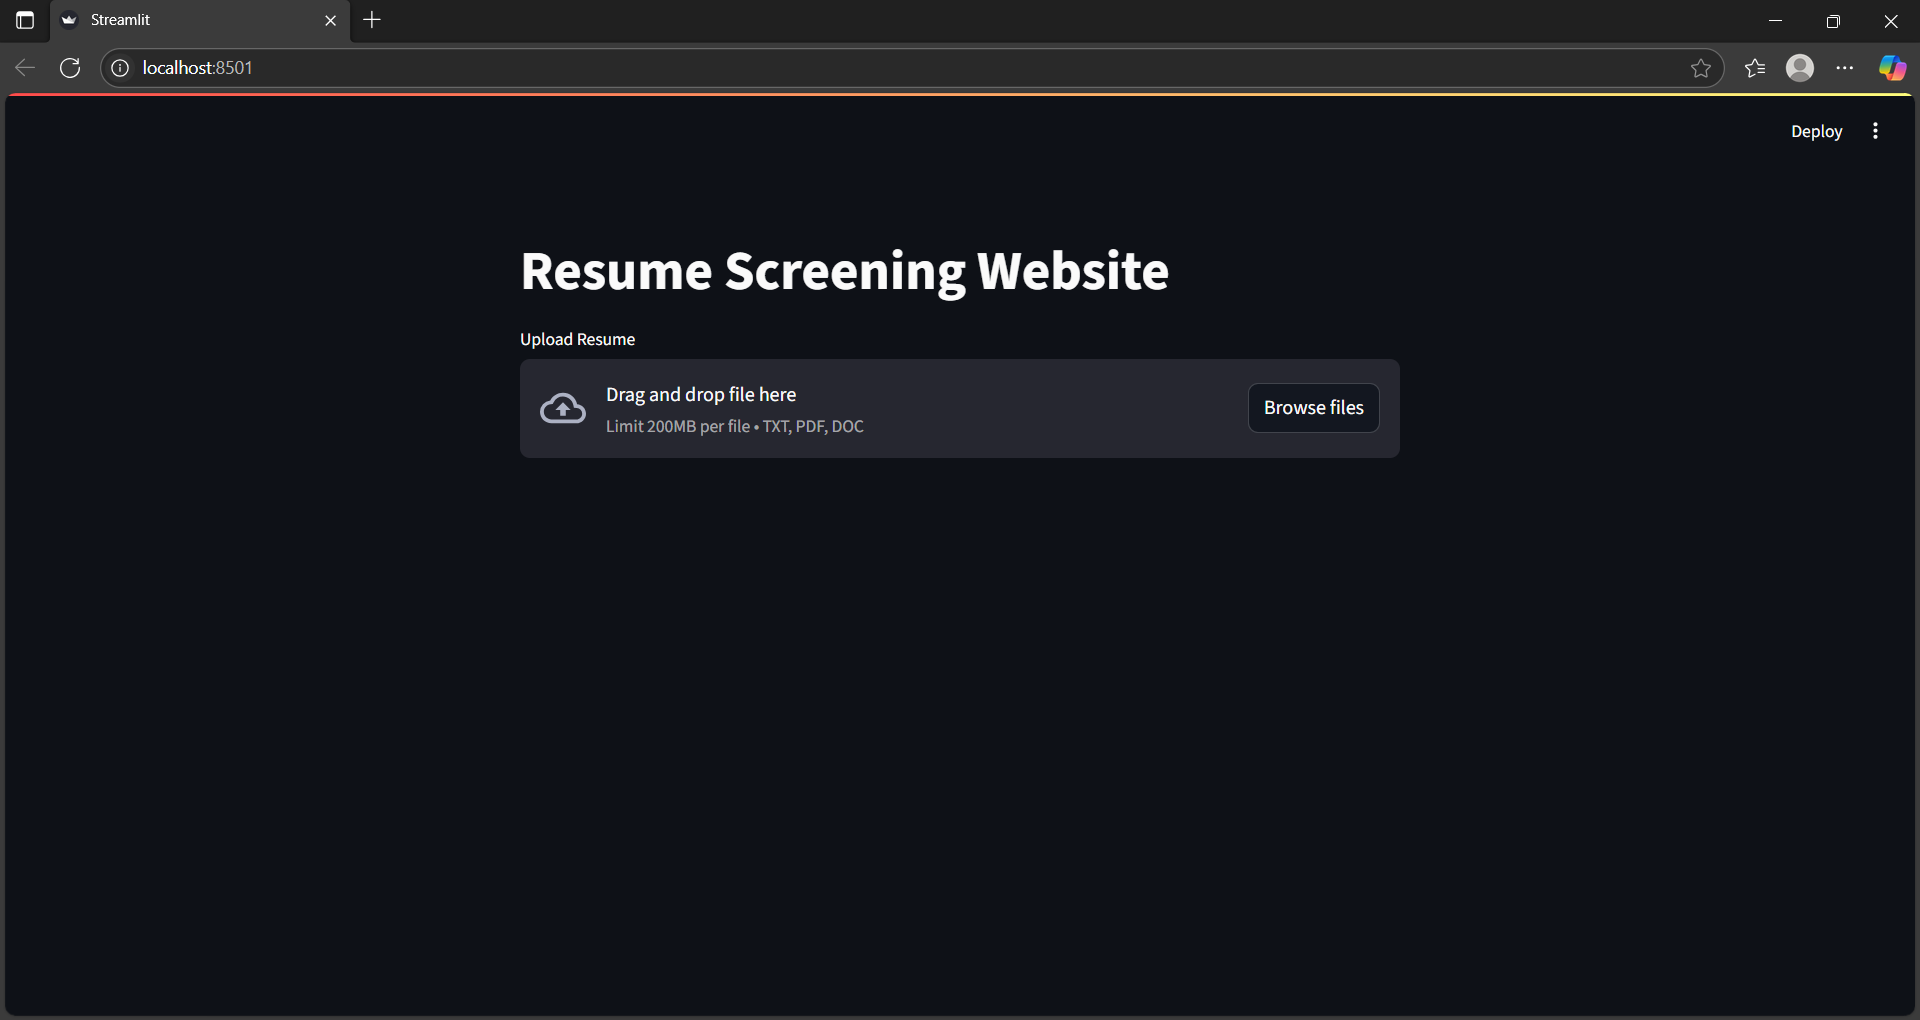 Streamlit
localhost:8501
Deploy
Resume Screening Website
Upload Resume
Drag and drop file here
Limit 200MB per file • TXT, PDF, DOC
Browse files